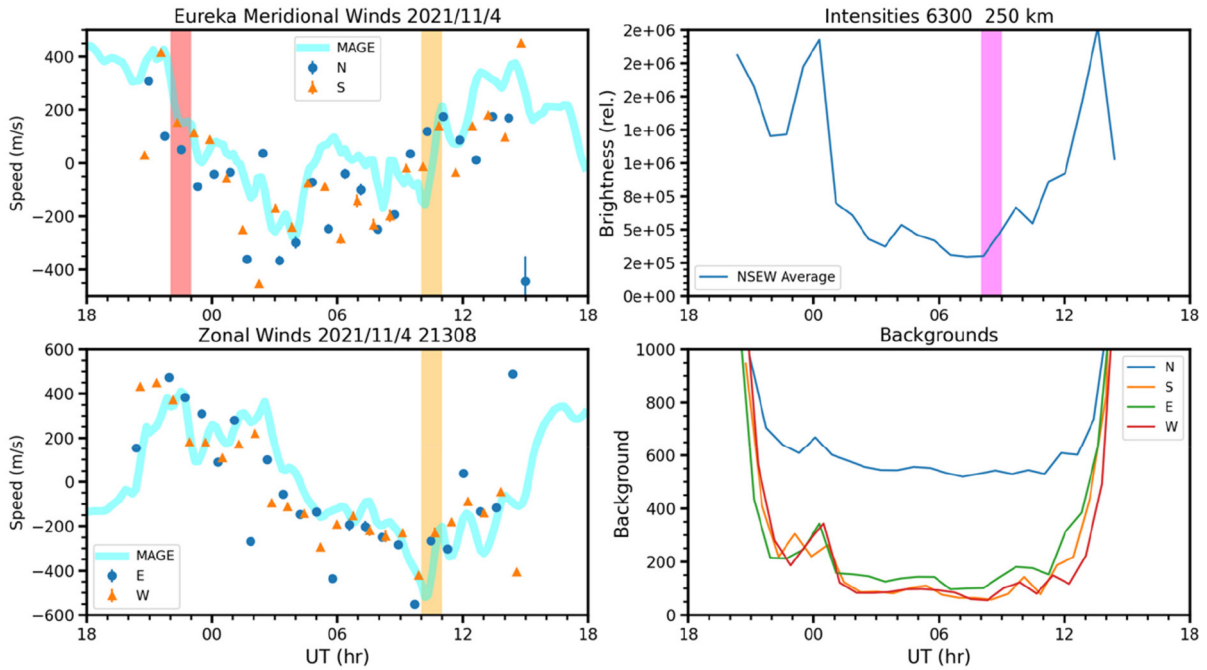 Eureka Meridional Winds 2021/11/4
Speed (m/s)
400
200
0
−200
−400
MAGE
N
S
18
00
06
12
18
Intensities 6300 250 km
Brightness (rel.)
2e+06
2e+06
2e+06
1e+06
1e+06
8e+05
5e+05
2e+05
0e+00
NSEW Average
18
00
06
12
18
Zonal Winds 2021/11/4 21308
Speed (m/s)
600
400
200
0
−200
−400
−600
MAGE
E
W
18
00
06
12
18
UT (hr)
Backgrounds
Background
1000
800
600
400
200
0
N
S
E
W
18
00
06
12
18
UT (hr)